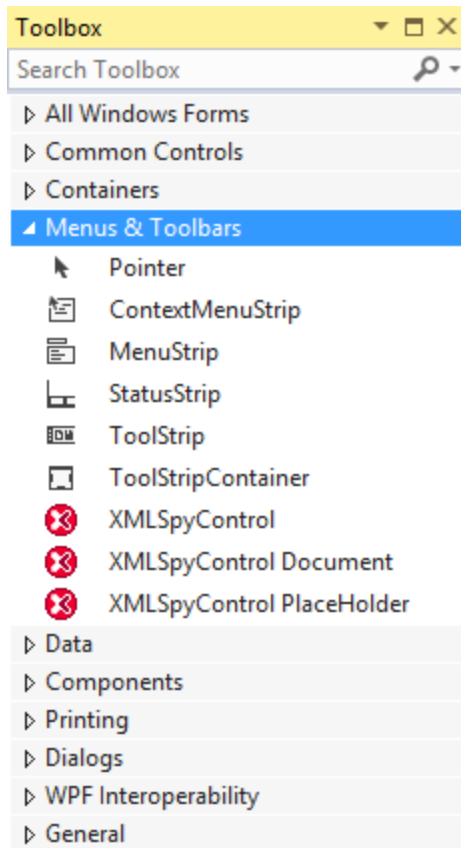 Toolbox
Search Toolbox
All Windows Forms
Common Controls
Containers
Menus & Toolbars
Pointer
ContextMenuStrip
MenuStrip
StatusStrip
ToolStrip
ToolStripContainer
XMLSpyControl
XMLSpyControl Document
XMLSpyControl PlaceHolder
Data
Components
Printing
Dialogs
WPF Interoperability
General